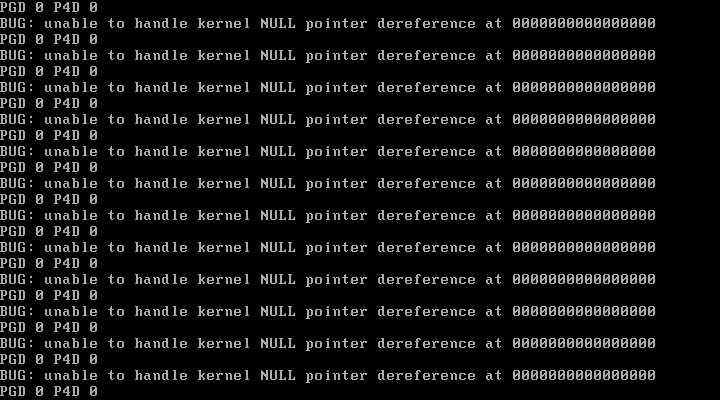 PGD 0 P4D 0
BUG: unable to handle kernel NULL pointer dereference at 0000000000000000
PGD 0 P4D 0
BUG: unable to handle kernel NULL pointer dereference at 0000000000000000
PGD 0 P4D 0
BUG: unable to handle kernel NULL pointer dereference at 0000000000000000
PGD 0 P4D 0
BUG: unable to handle kernel NULL pointer dereference at 0000000000000000
PGD 0 P4D 0
BUG: unable to handle kernel NULL pointer dereference at 0000000000000000
PGD 0 P4D 0
BUG: unable to handle kernel NULL pointer dereference at 0000000000000000
PGD 0 P4D 0
BUG: unable to handle kernel NULL pointer dereference at 0000000000000000
PGD 0 P4D 0
BUG: unable to handle kernel NULL pointer dereference at 0000000000000000
PGD 0 P4D 0
BUG: unable to handle kernel NULL pointer dereference at 0000000000000000
PGD 0 P4D 0
BUG: unable to handle kernel NULL pointer dereference at 0000000000000000
PGD 0 P4D 0
BUG: unable to handle kernel NULL pointer dereference at 0000000000000000
PGD 0 P4D 0
BUG: unable to handle kernel NULL pointer dereference at 0000000000000000
PGD 0 P4D 0